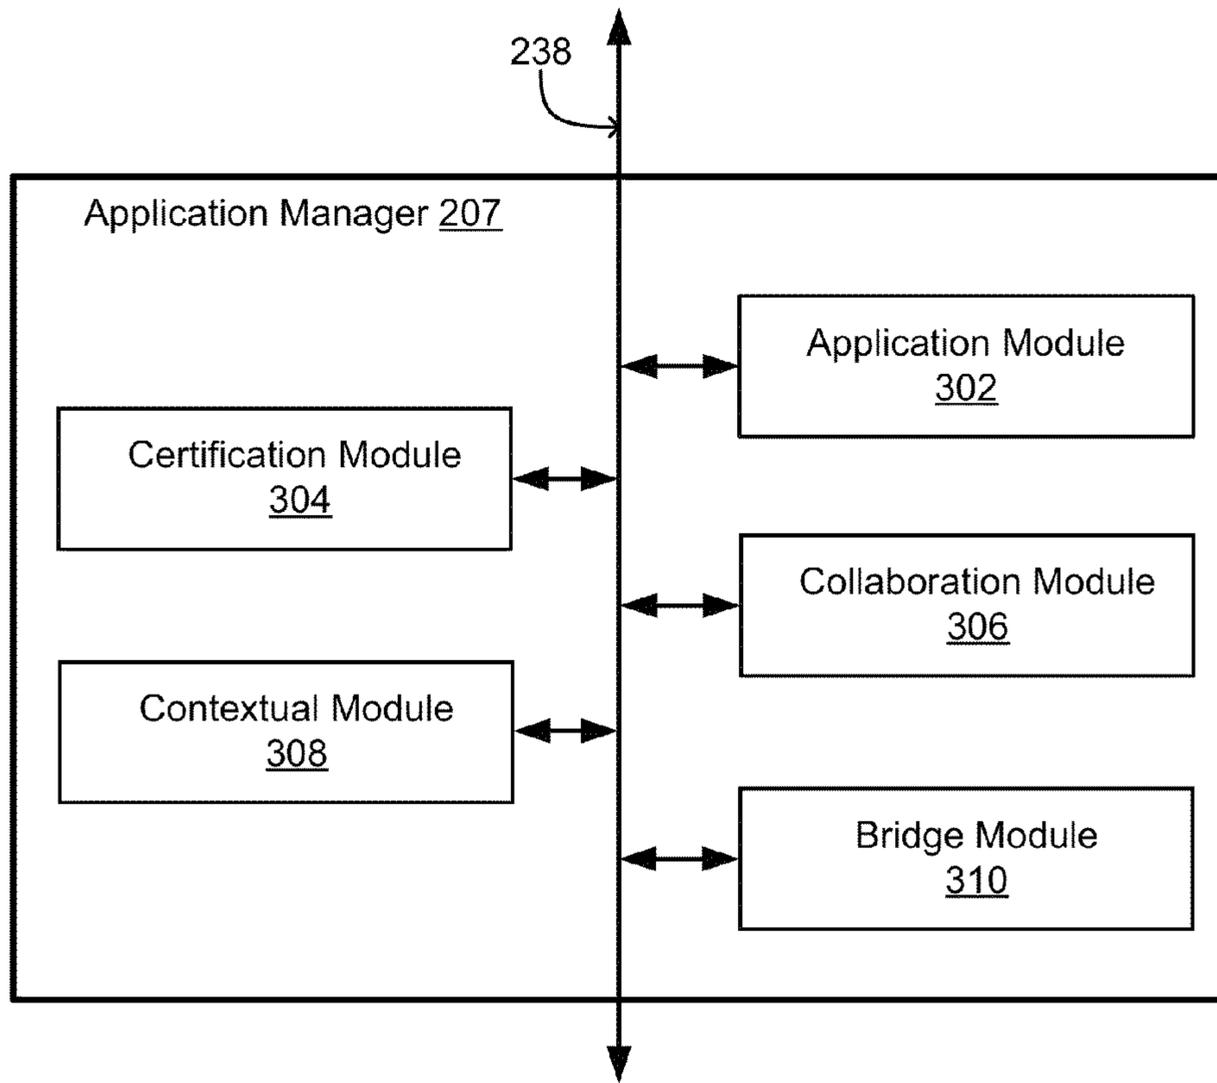 238
Application Manager 207
Application Module
302
Certification Module
304
Collaboration Module
306
Contextual Module
308
Bridge Module
310